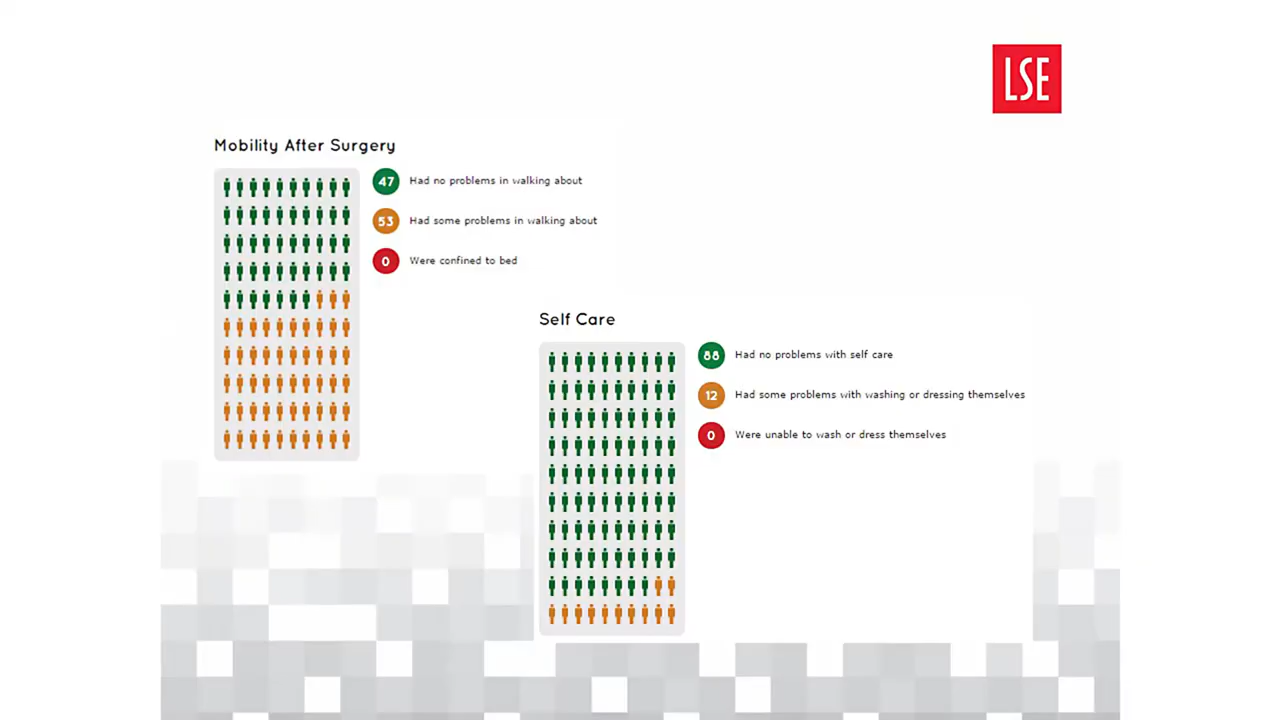 LSE
Mobility After Surgery
47 Had no problems in walking about
53 Had some problems in walking about
0 Were confined to bed
Self Care
88 Had no problems with self care
12 Had some problems with washing or dressing themselves
0 Were unable to wash or dress themselves